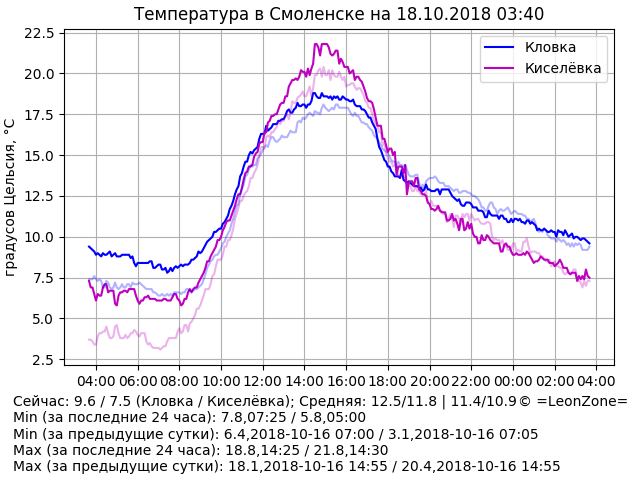 Температура в Смоленске на 18.10.2018 03:40
22.5
20.0
17.5
15.0
12.5
10.0
7.5
5.0
2.5
градусов Цельсия, °C
Кловка
Киселёвка
04:00 06:00 08:00 10:00 12:00 14:00 16:00 18:00 20:00 22:00 00:00 02:00 04:00
Сейчас: 9.6 / 7.5 (Кловка / Киселёвка); Средняя: 12.5/11.8 | 11.4/10.9© =LeonZone=
Min (за последние 24 часа): 7.8,07:25 / 5.8,05:00
Min (за предыдущие сутки): 6.4,2018-10-16 07:00 / 3.1,2018-10-16 07:05
Max (за последние 24 часа): 18.8,14:25 / 21.8,14:30
Max (за предыдущие сутки): 18.1,2018-10-16 14:55 / 20.4,2018-10-16 14:55